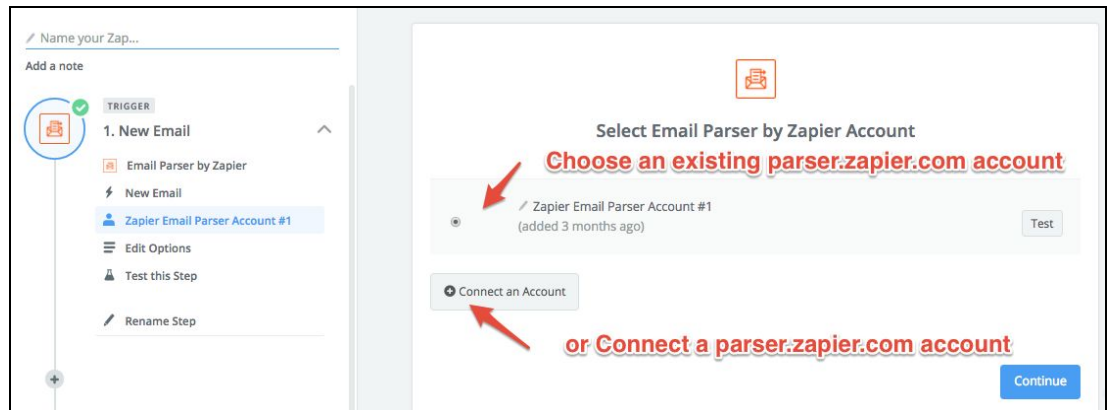 Name your Zap...
Add a note
TRIGGER
1. New Email
Email Parser by Zapier
New Email
Zapier Email Parser Account #1
Edit Options
Test this Step
Rename Step
Select Email Parser by Zapier Account
Choose an existing parser.zapier.com account
Zapier Email Parser Account #1
(added 3 months ago)
Test
Connect an Account
or Connect a parser.zapier.com account
Continue